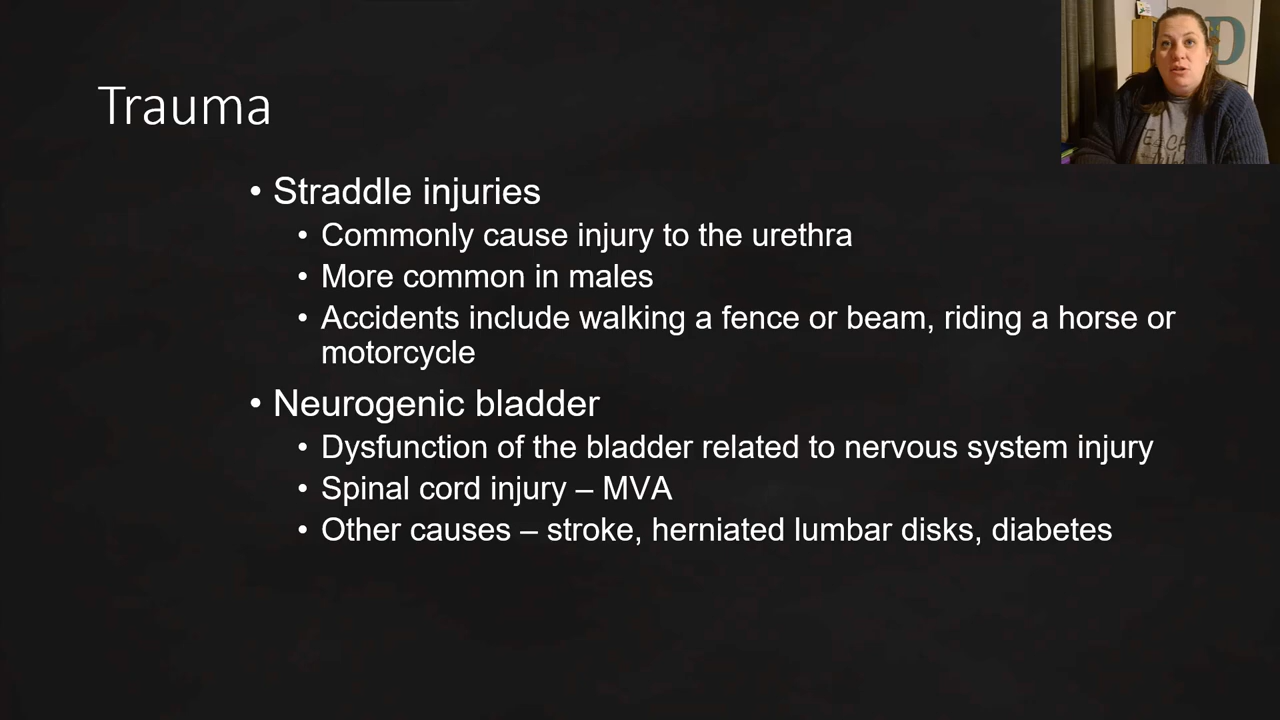 Trauma
D
• Straddle injuries
• Commonly cause injury to the urethra
• More common in males
• Accidents include walking a fence or beam, riding a horse or
motorcycle
• Neurogenic bladder
• Dysfunction of the bladder related to nervous system injury
• Spinal cord injury – MVA
• Other causes – stroke, herniated lumbar disks, diabetes